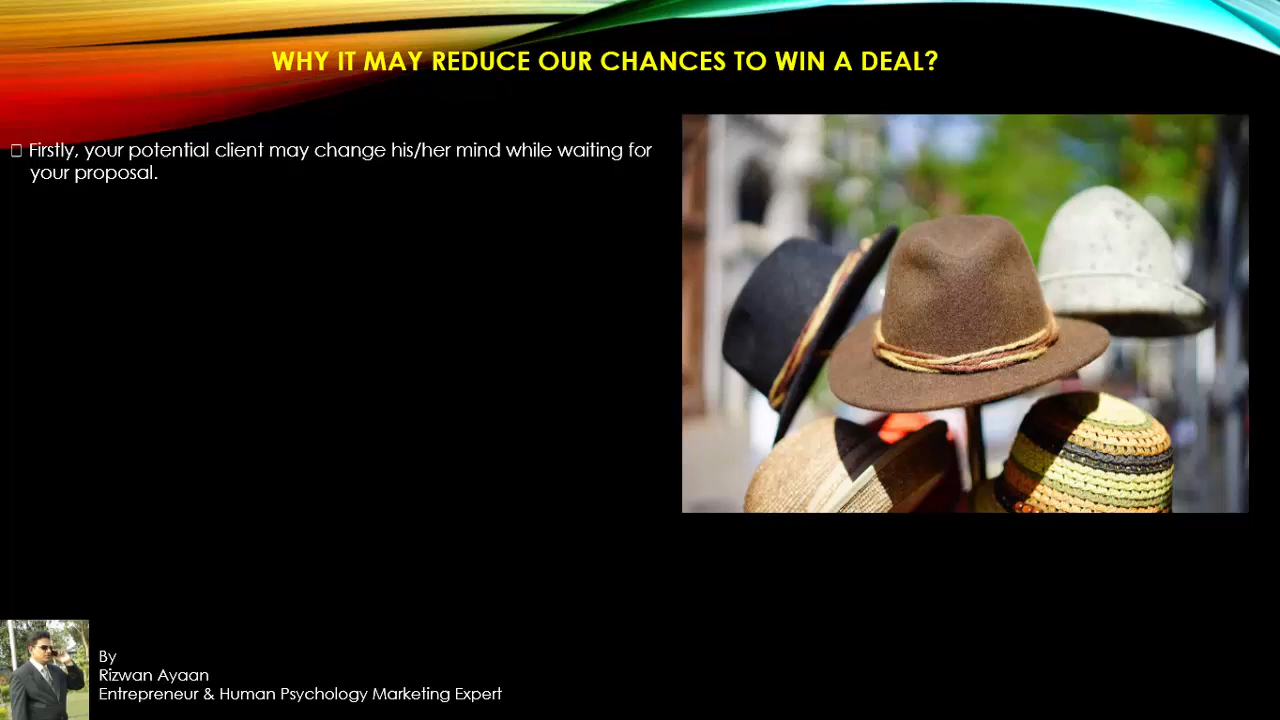 WHY IT MAY REDUCE OUR CHANCES TO WIN A DEAL?
Firstly, your potential client may change his/her mind while waiting for
your proposal.
By
Rizwan Ayaan
Entrepreneur & Human Psychology Marketing Expert